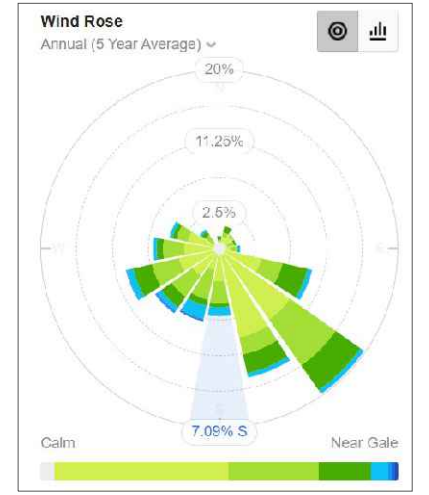 Wind Rose
Annual (5 Year Average)
20%
N
11.25%
2.5%
W
E
S
7.09% S
Calm
Near Gale